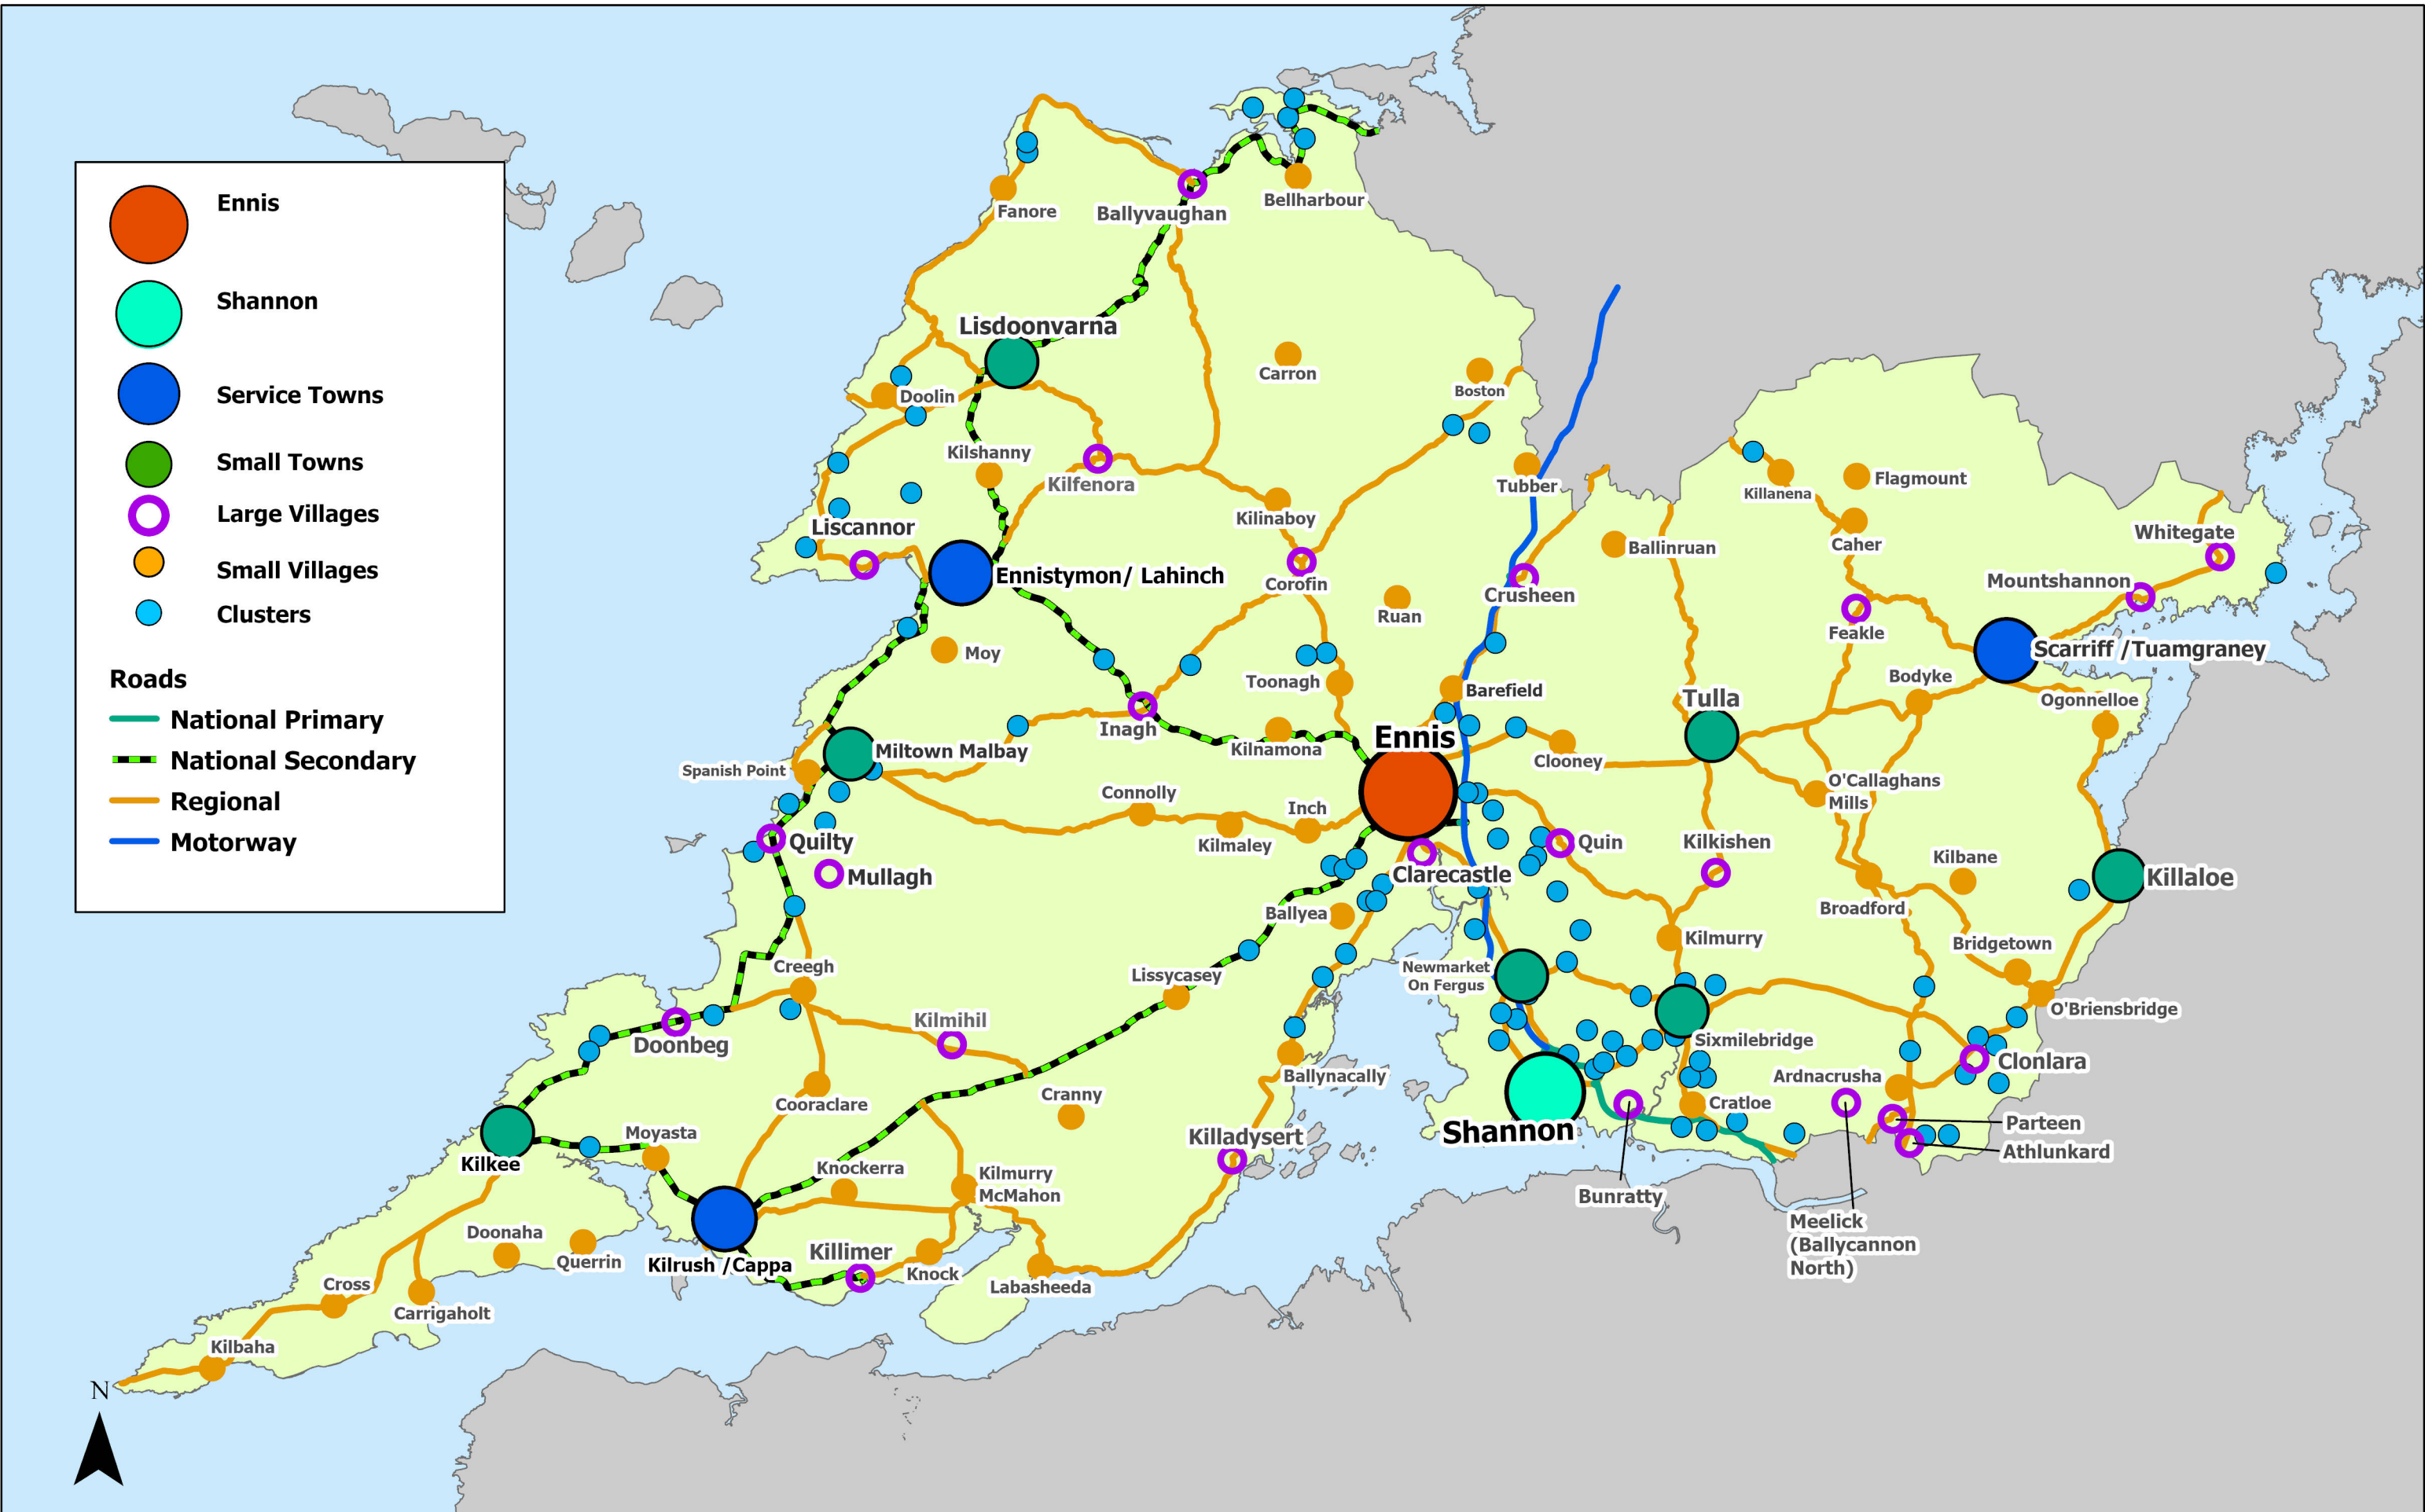 Ennis
Shannon
Service Towns
Small Towns
Large Villages
Small Villages
Clusters
Roads
National Primary
National Secondary
Regional
Motorway
N
Fanore
Ballyvaughan
Bellharbour
Lisdoonvarna
Carron
Boston
Doolin
Kilshanny
Kilfenora
Tubber
Killanena
Flagmount
Kilinaboy
Liscannor
Caher
Whitegate
Ballinruan
Ennistymon/ Lahinch
Corofin
Crusheen
Mountshannon
Ruan
Feakle
Moy
Scarriff /Tuamgraney
Toonagh
Barefield
Bodyke
Tulla
Ogonnelloe
Inagh
Ennis
Kilnamona
Miltown Malbay
Spanish Point
Clooney
O'Callaghans
Mills
Connolly
Inch
Quilty
Kilmaley
Quin
Kilkishen
Kilbane
Mullagh
Clarecastle
Killaloe
Ballyea
Broadford
Kilmurry
Bridgetown
Creegh
Lissycasey
Newmarket
On Fergus
O'Briensbridge
Kilmihil
Doonbeg
Sixmilebridge
Clonlara
Ballynacally
Ardnacrusha
Cranny
Cooraclare
Cratloe
Parteen
Shannon
Moyasta
Killadysert
Athlunkard
Kilkee
Knockerra
Kilmurry
McMahon
Bunratty
Meelick
(Ballycannon
North)
Doonaha
Querrin
Kilrush /Cappa
Killimer
Knock
Labasheeda
Cross
Carrigaholt
Kilbaha